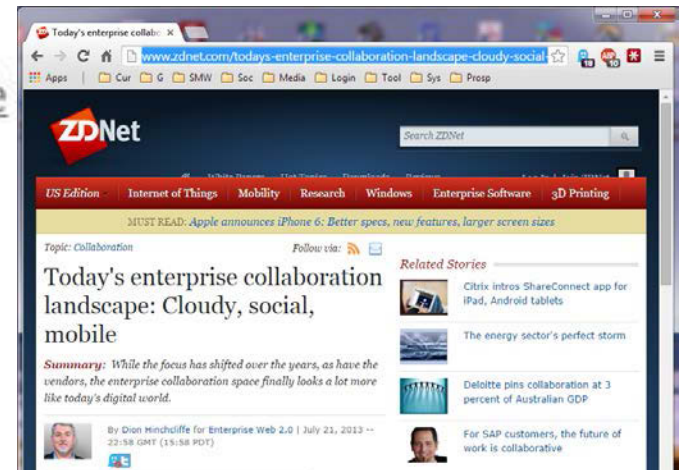 Today's enterprise collabo
www.zdnet.com/todays-enterprise-collaboration-landscape-cloudy-social-
Apps Cur G SMW Soc Media Login Tool Sys Prosp
ZDNet
Search ZDNet
White Papers Hot Topics Downloads Reviews
US Edition Internet of Things Mobility Research Windows Enterprise Software 3D Printing
MUST READ: Apple announces iPhone 6: Better specs, new features, larger screen sizes
Topic: Collaboration
Follow via:
Today's enterprise collaboration
landscape: Cloudy, social,
mobile
Summary: While the focus has shifted over the years, as have the
vendors, the enterprise collaboration space finally looks a lot more
like today's digital world.
By Dion Hinchcliffe for Enterprise Web 2.0 | July 21, 2013 --
22:58 GMT (15:58 PDT)
Related Stories
Citrix intros ShareConnect app for
iPad, Android tablets
The energy sector's perfect storm
Deloitte pins collaboration at 3
percent of Australian GDP
For SAP customers, the future of
work is collaborative